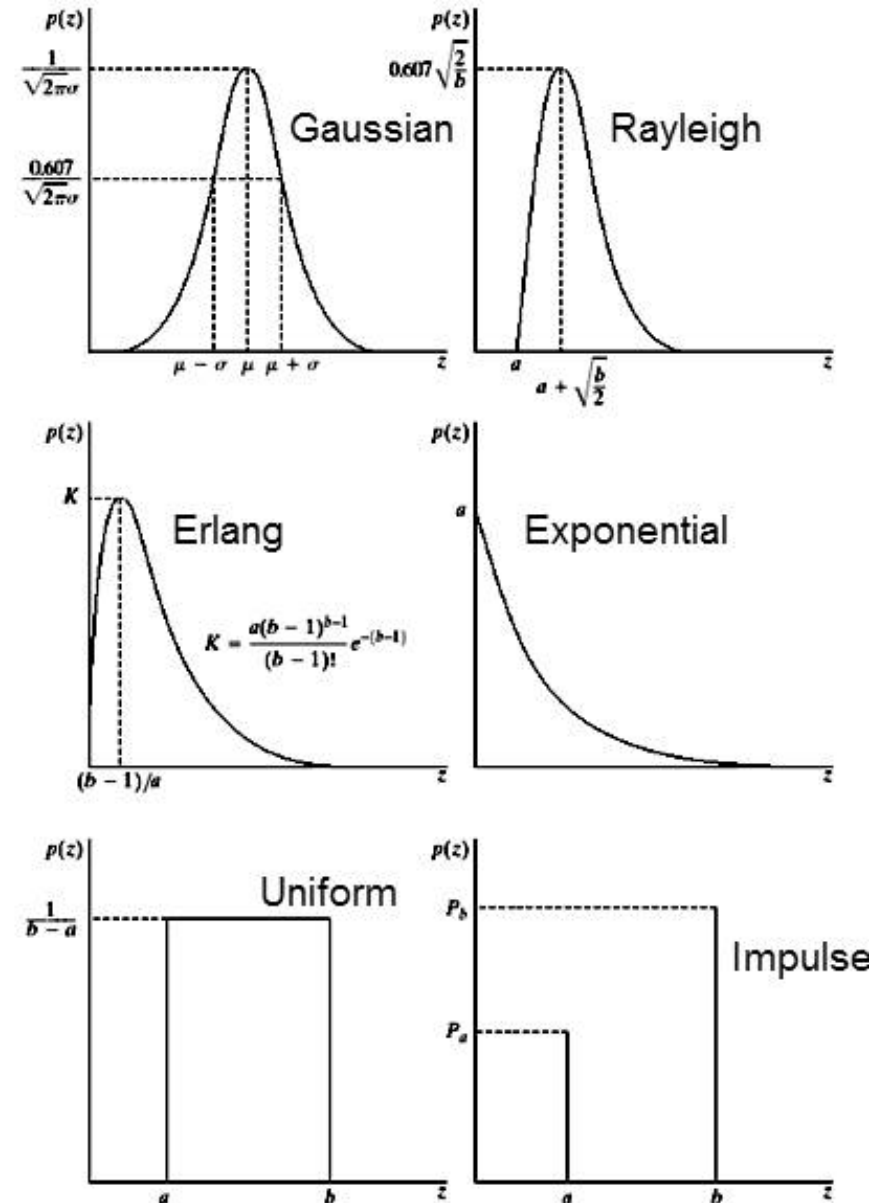 p(z)
1/√2πσ
Gaussian
0.607/√2πσ
μ − σ μ μ + σ z
p(z)
0.607√2/b
Rayleigh
a z
a + √b/2
p(z)
K
Erlang
K = a(b − 1)^b−1/(b − 1)! e^−(b−1)
(b − 1)/a z
p(z)
Exponential
a
z
p(z)
Uniform
1/b − a
a b z
p(z)
P_b
Impulse
P_a
a b z